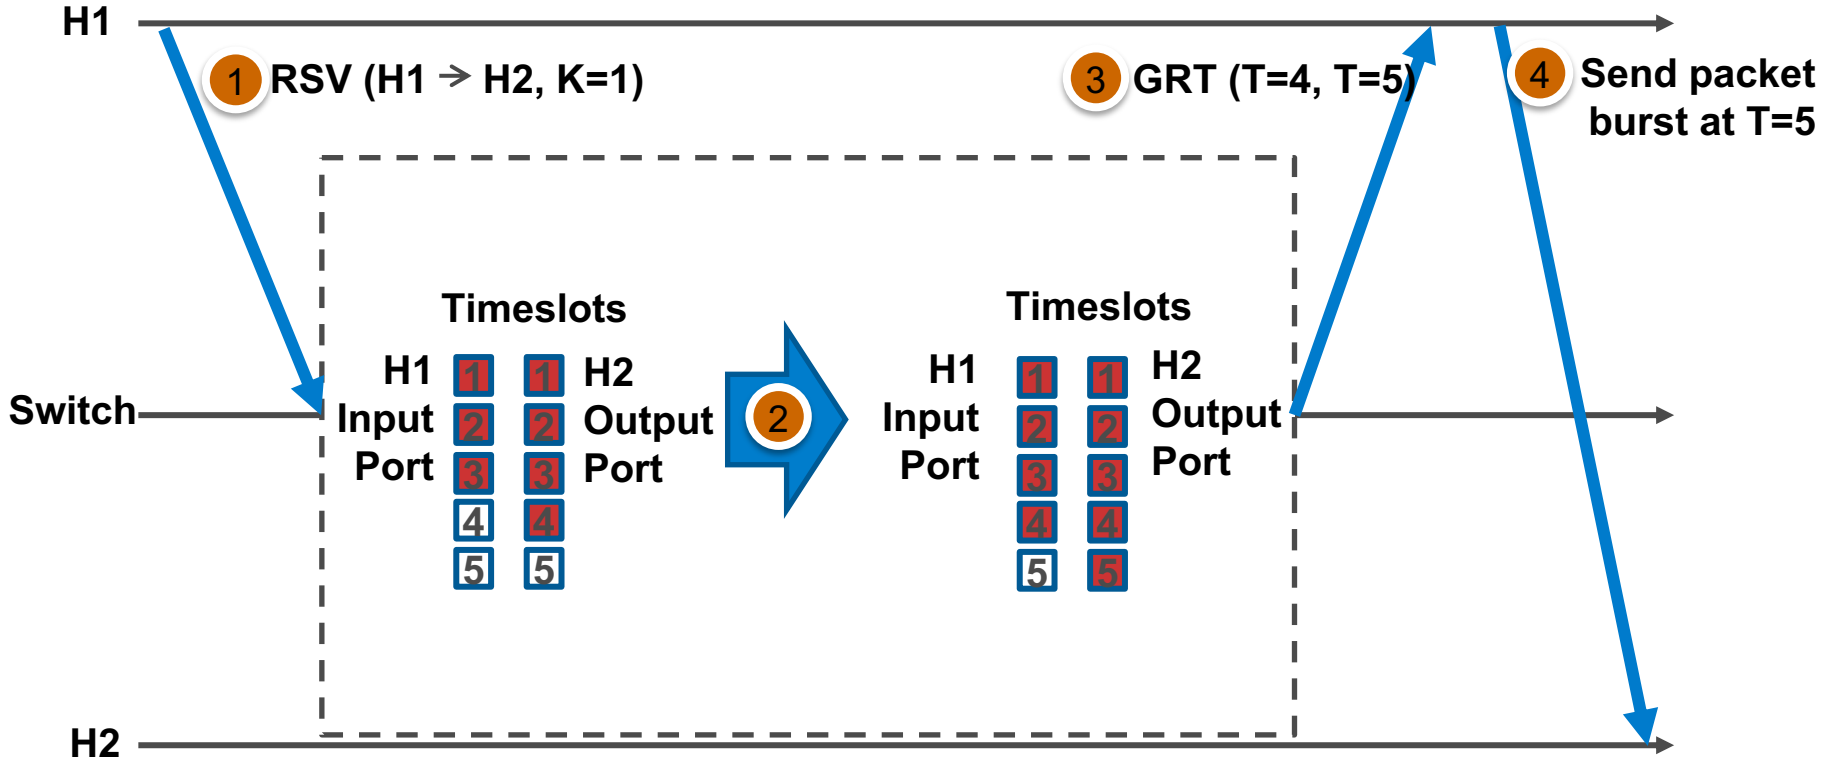 H1
1 RSV (H1 → H2, K=1)
3 GRT (T=4, T=5)
4 Send packet
burst at T=5
Timeslots
H1
Input
Port
1 1
2 2
3 3
4 4
5 5
H2
Output
Port
2
Timeslots
H1
Input
Port
1 1
2 2
3 3
4 4
5 5
H2
Output
Port
Switch
H2